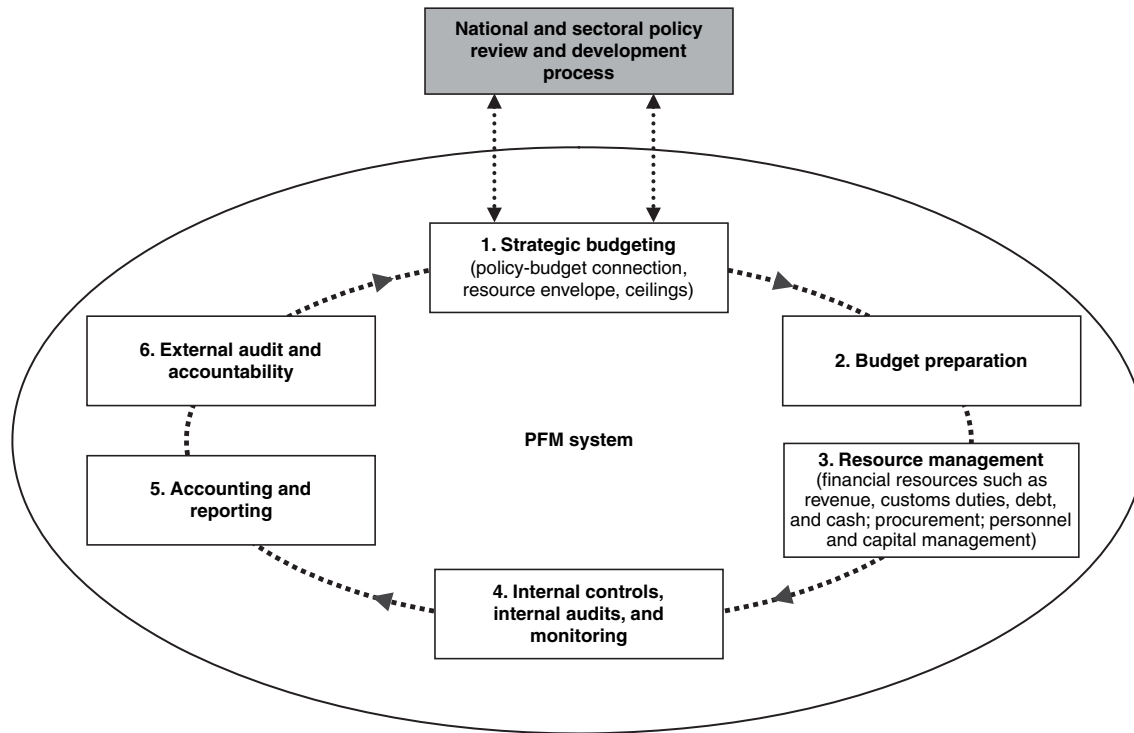 National and sectoral policy
review and development
process
1. Strategic budgeting
(policy-budget connection,
resource envelope, ceilings)
2. Budget preparation
3. Resource management
(financial resources such as
revenue, customs duties, debt,
and cash; procurement; personnel
and capital management)
4. Internal controls,
internal audits, and
monitoring
5. Accounting and
reporting
6. External audit and
accountability
PFM system